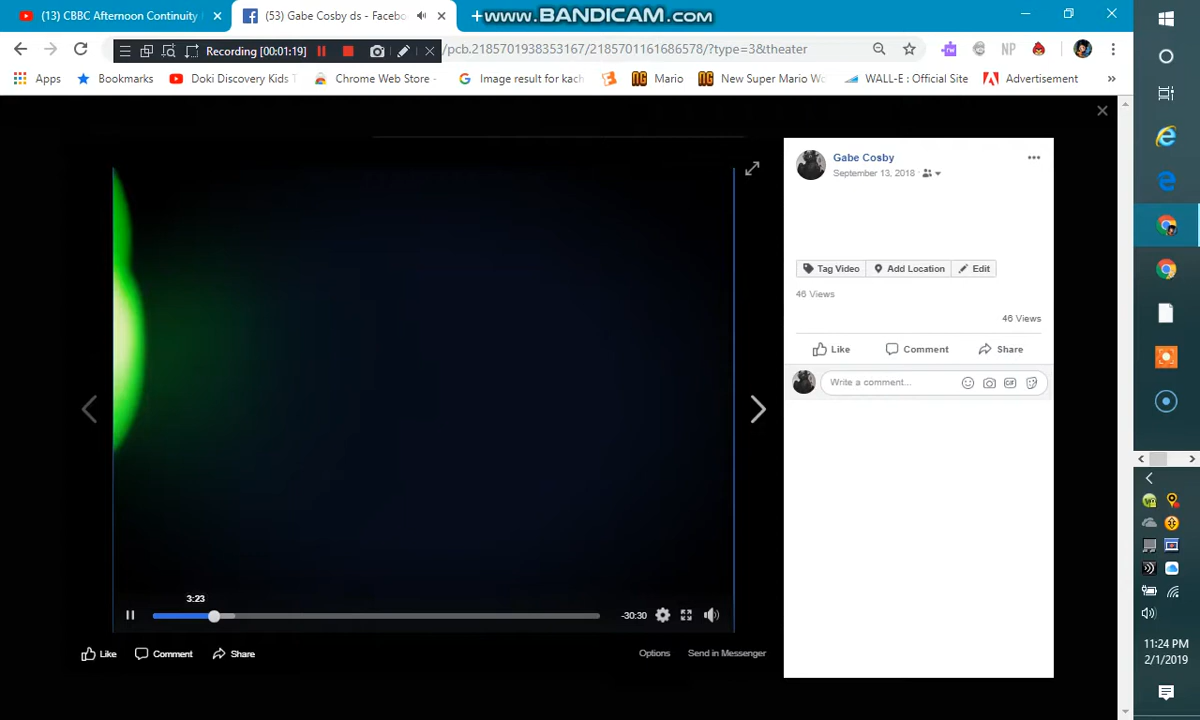 (13) CBBC Afternoon Continuity
(53) Gabe Cosby ds - Facebo
www.BANDICAM.com
Recording [00:01:19]
/pcb.2185701938353167/2185701161686578/?type=3&theater
NP
Apps
Bookmarks
Doki Discovery Kids T
Chrome Web Store -
Image result for kach
Mario
New Super Mario Wo
WALL-E : Official Site
Advertisement
Gabe Cosby
September 13, 2018
Tag Video
Add Location
Edit
46 Views
46 Views
Like
Comment
Share
Write a comment...
GIF
3:23
-30:30
Like
Comment
Share
Options
Send in Messenger
11:24 PM
2/1/2019